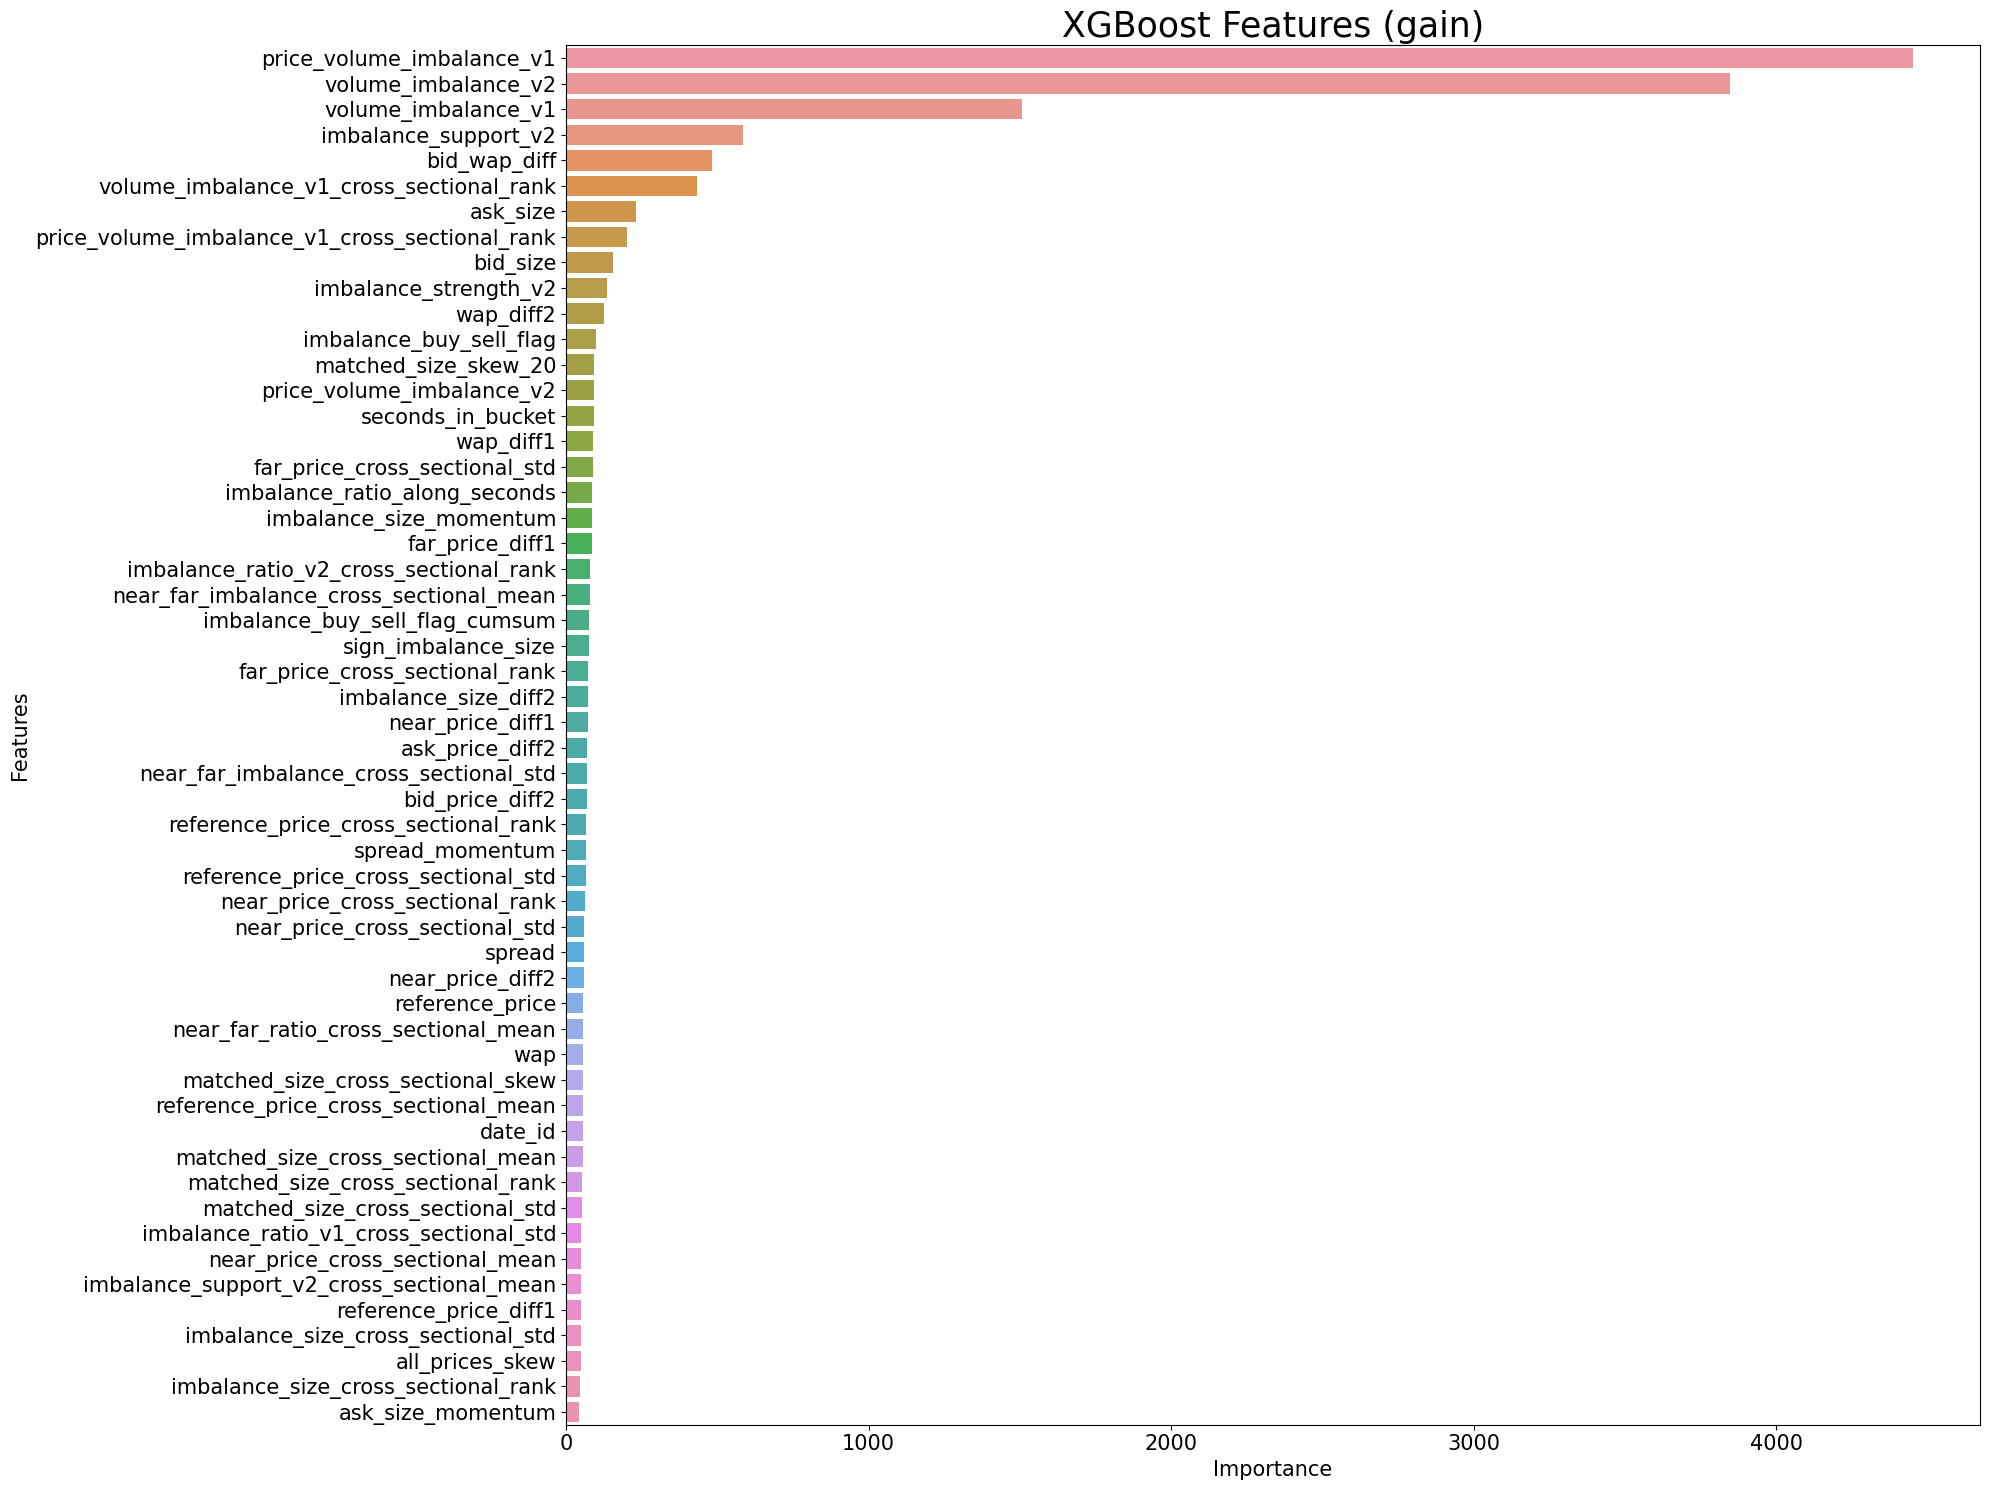 XGBoost Features (gain)
price_volume_imbalance_v1
volume_imbalance_v2
volume_imbalance_v1
imbalance_support_v2
bid_wap_diff
volume_imbalance_v1_cross_sectional_rank
ask_size
price_volume_imbalance_v1_cross_sectional_rank
bid_size
imbalance_strength_v2
wap_diff2
imbalance_buy_sell_flag
matched_size_skew_20
price_volume_imbalance_v2
seconds_in_bucket
wap_diff1
far_price_cross_sectional_std
imbalance_ratio_along_seconds
imbalance_size_momentum
far_price_diff1
imbalance_ratio_v2_cross_sectional_rank
near_far_imbalance_cross_sectional_mean
imbalance_buy_sell_flag_cumsum
sign_imbalance_size
far_price_cross_sectional_rank
imbalance_size_diff2
near_price_diff1
ask_price_diff2
near_far_imbalance_cross_sectional_std
bid_price_diff2
reference_price_cross_sectional_rank
spread_momentum
reference_price_cross_sectional_std
near_price_cross_sectional_rank
near_price_cross_sectional_std
spread
near_price_diff2
reference_price
near_far_ratio_cross_sectional_mean
wap
matched_size_cross_sectional_skew
reference_price_cross_sectional_mean
date_id
matched_size_cross_sectional_mean
matched_size_cross_sectional_rank
matched_size_cross_sectional_std
imbalance_ratio_v1_cross_sectional_std
near_price_cross_sectional_mean
imbalance_support_v2_cross_sectional_mean
reference_price_diff1
imbalance_size_cross_sectional_std
all_prices_skew
imbalance_size_cross_sectional_rank
ask_size_momentum
Features
0 1000 2000 3000 4000
Importance